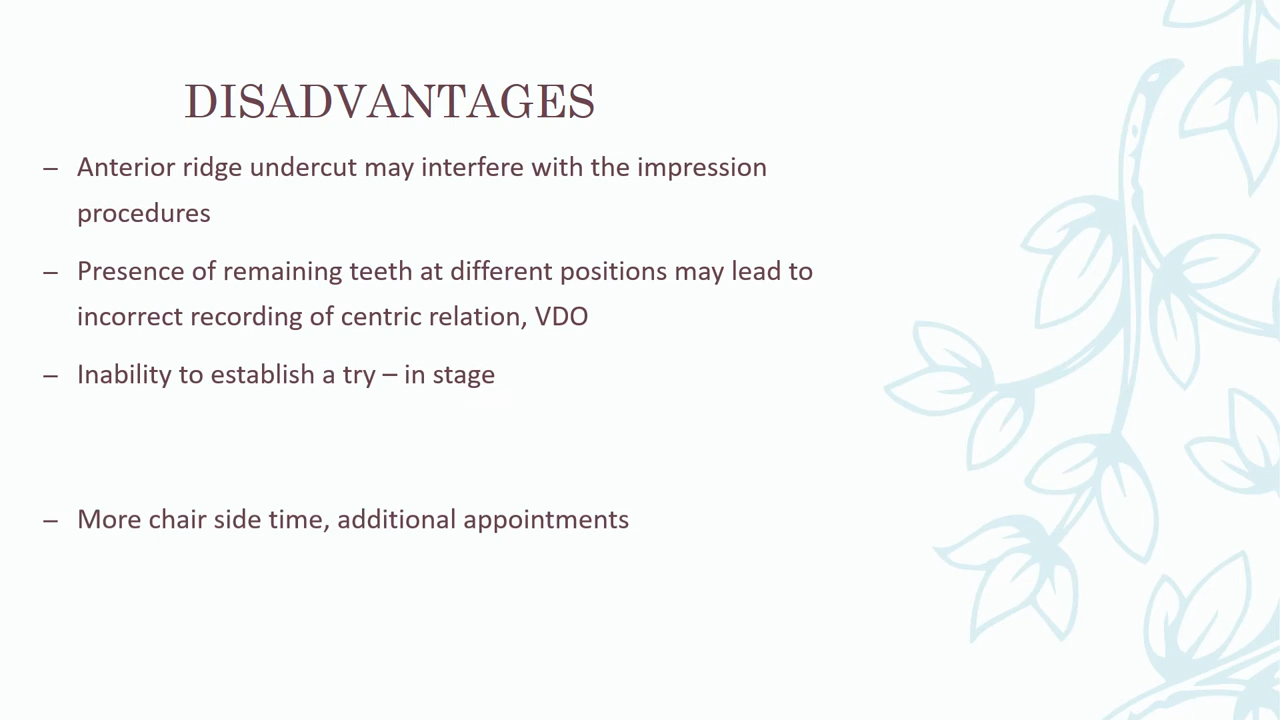 DISADVANTAGES
– Anterior ridge undercut may interfere with the impression
procedures
– Presence of remaining teeth at different positions may lead to
incorrect recording of centric relation, VDO
– Inability to establish a try – in stage
– More chair side time, additional appointments